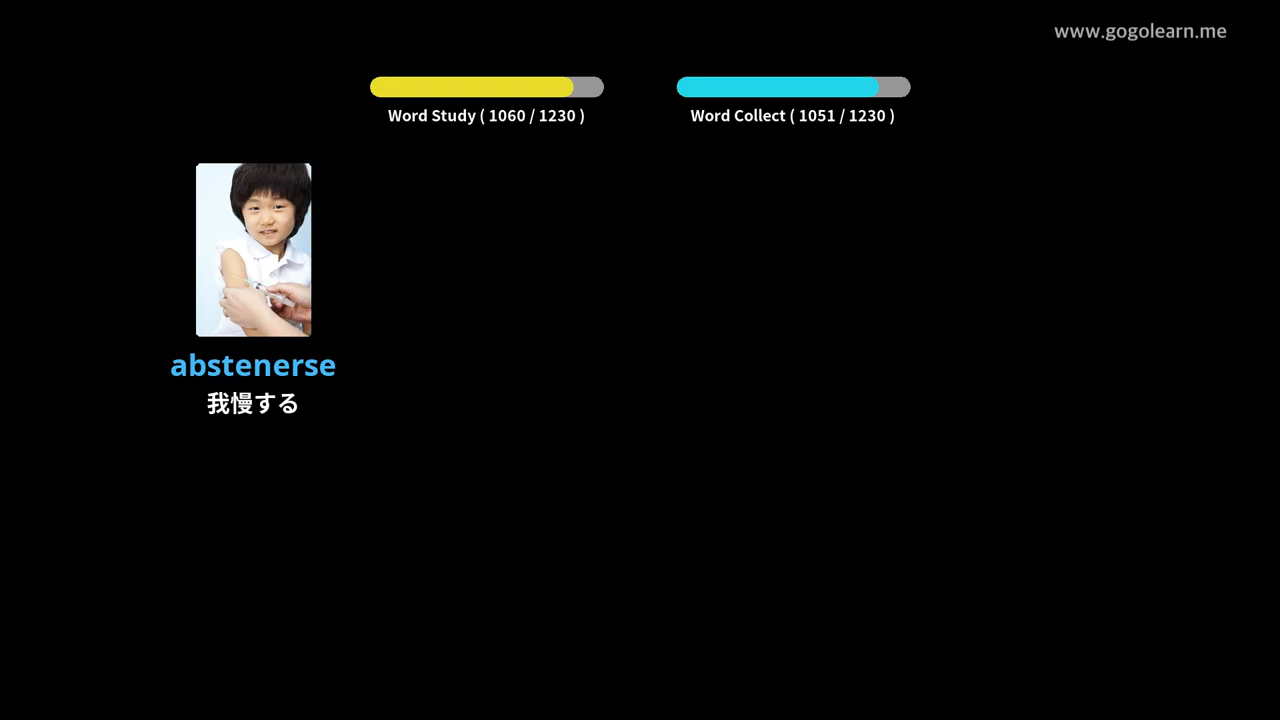 www.gogolearn.me
Word Study ( 1060 / 1230 )
Word Collect ( 1051 / 1230 )
abstenerse
我慢する